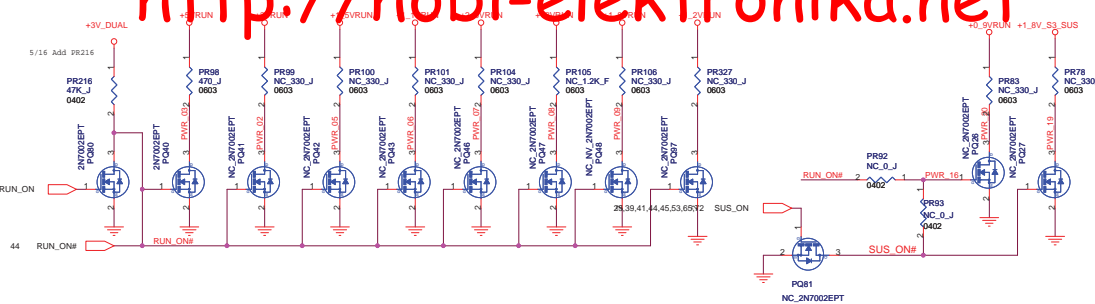 http://hobi-elektronika.net
+3V_DUAL
+0_9VRUN
+1_8V_S3_SUS
5/16 Add PR216
PR216
47K_J
0402
PR98
470_J
0603
PR99
NC_330_J
0603
PR100
NC_330_J
0603
PR101
NC_330_J
0603
PR104
NC_330_J
0603
PR105
NC_1.2K_F
0603
PR106
NC_330_J
0603
PR327
NC_330_J
0603
PR83
NC_330_J
0603
PR78
NC_330
0603
PWR_03
PWR_02
PWR_05
PWR_06
PWR_07
PWR_08
PWR_09
PWR_19
2N7002EPT
PQ80
2N7002EPT
PQ40
NC_2N7002EPT
PQ41
NC_2N7002EPT
PQ42
NC_2N7002EPT
PQ43
NC_2N7002EPT
PQ46
NC_2N7002EPT
PQ47
NC_NV_2N7002EPT
PQ48
NC_2N7002EPT
PQ97
NC_2N7002EPT
PQ26
NC_2N7002EPT
PQ27
RUN_ON
44 RUN_ON#
RUN_ON#
SUS_ON
RUN_ON#
PR92
NC_0_J
0402
PWR_16
PR93
NC_0_J
0402
SUS_ON#
PQ81
NC_2N7002EPT